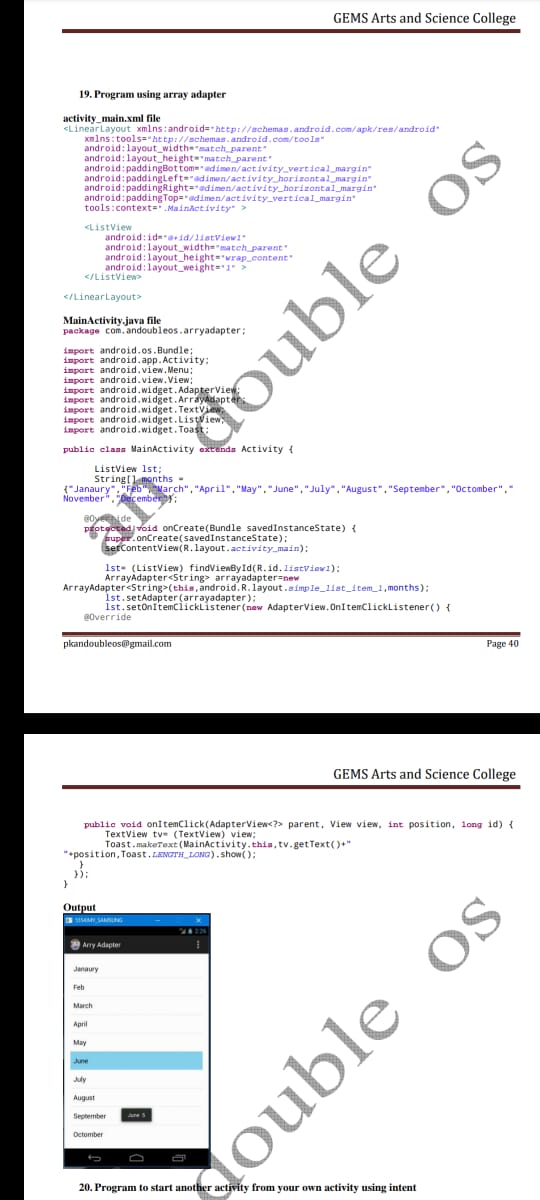 GEMS Arts and Science College
19. Program using array adapter
activity_main.xml file
<LinearLayout xmlns:android="http://schemas.android.com/apk/res/android"
xmlns:tools="http://schemas.android.com/tools"
android:layout_width="match_parent"
android:layout_height="match_parent"
android:paddingBottom="@dimen/activity_vertical_margin"
android:paddingLeft="@dimen/activity_horizontal_margin"
android:paddingRight="@dimen/activity_horizontal_margin"
android:paddingTop="@dimen/activity_vertical_margin"
tools:context=".MainActivity" >
<ListView
android:id="@+id/listView1"
android:layout_width="match_parent"
android:layout_height="wrap_content"
android:layout_weight="1" >
</ListView>
</LinearLayout>
MainActivity.java file
package com.andoubleos.arryadapter;
import android.os.Bundle;
import android.app.Activity;
import android.view.Menu;
import android.view.View;
import android.widget.AdapterView;
import android.widget.ArrayAdapter;
import android.widget.TextView;
import android.widget.ListView;
import android.widget.Toast;
public class MainActivity extends Activity {
ListView lst;
String[] months =
{"Janaury","Feb","March","April","May","June","July","August","September","Octomber","
November","December"};
@Override
protected void onCreate(Bundle savedInstanceState) {
super.onCreate(savedInstanceState);
setContentView(R.layout.activity_main);
lst= (ListView) findViewById(R.id.listView1);
ArrayAdapter<String> arrayadapter=new
ArrayAdapter<String>(this,android.R.layout.simple_list_item_1,months);
lst.setAdapter(arrayadapter);
lst.setOnItemClickListener(new AdapterView.OnItemClickListener() {
@Override
an double os
pkandoubleos@gmail.com Page 40
GEMS Arts and Science College
public void onItemClick(AdapterView<?> parent, View view, int position, long id) {
TextView tv= (TextView) view;
Toast.makeText(MainActivity.this,tv.getText()+"
"+position,Toast.LENGTH_LONG).show();
}
});
}
Output
5554:MY_SAMSUNG
2:26
Arry Adapter
Janaury
Feb
March
April
May
June
July
August
September
June 5
Octomber
double os
20. Program to start another activity from your own activity using intent